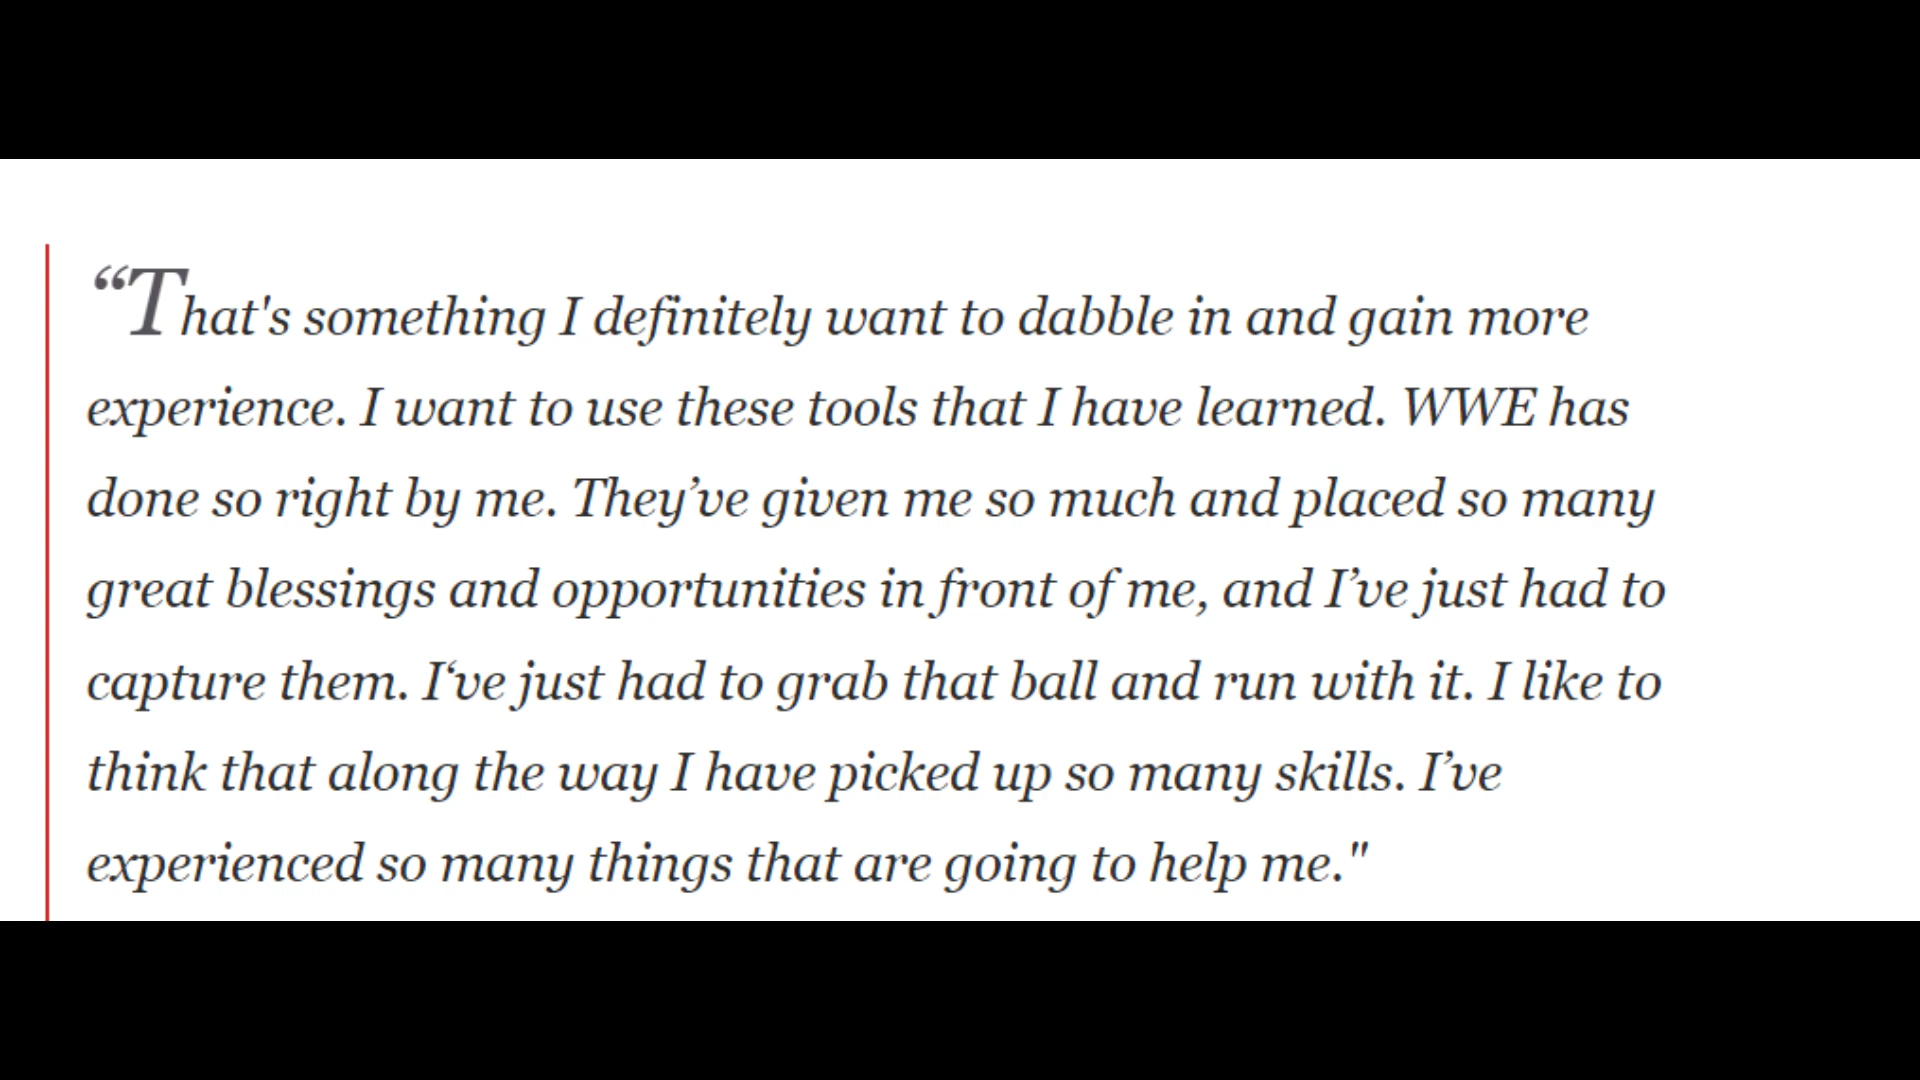 “That's something I definitely want to dabble in and gain more
experience. I want to use these tools that I have learned. WWE has
done so right by me. They’ve given me so much and placed so many
great blessings and opportunities in front of me, and I’ve just had to
capture them. I‘ve just had to grab that ball and run with it. I like to
think that along the way I have picked up so many skills. I’ve
experienced so many things that are going to help me."